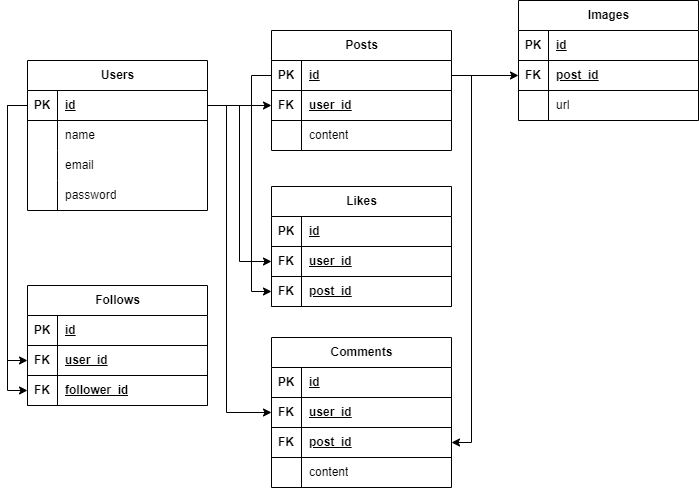 Users
PK id
name
email
password
Follows
PK id
FK user_id
FK follower_id
Posts
PK id
FK user_id
content
Likes
PK id
FK user_id
FK post_id
Comments
PK id
FK user_id
FK post_id
content
Images
PK id
FK post_id
url